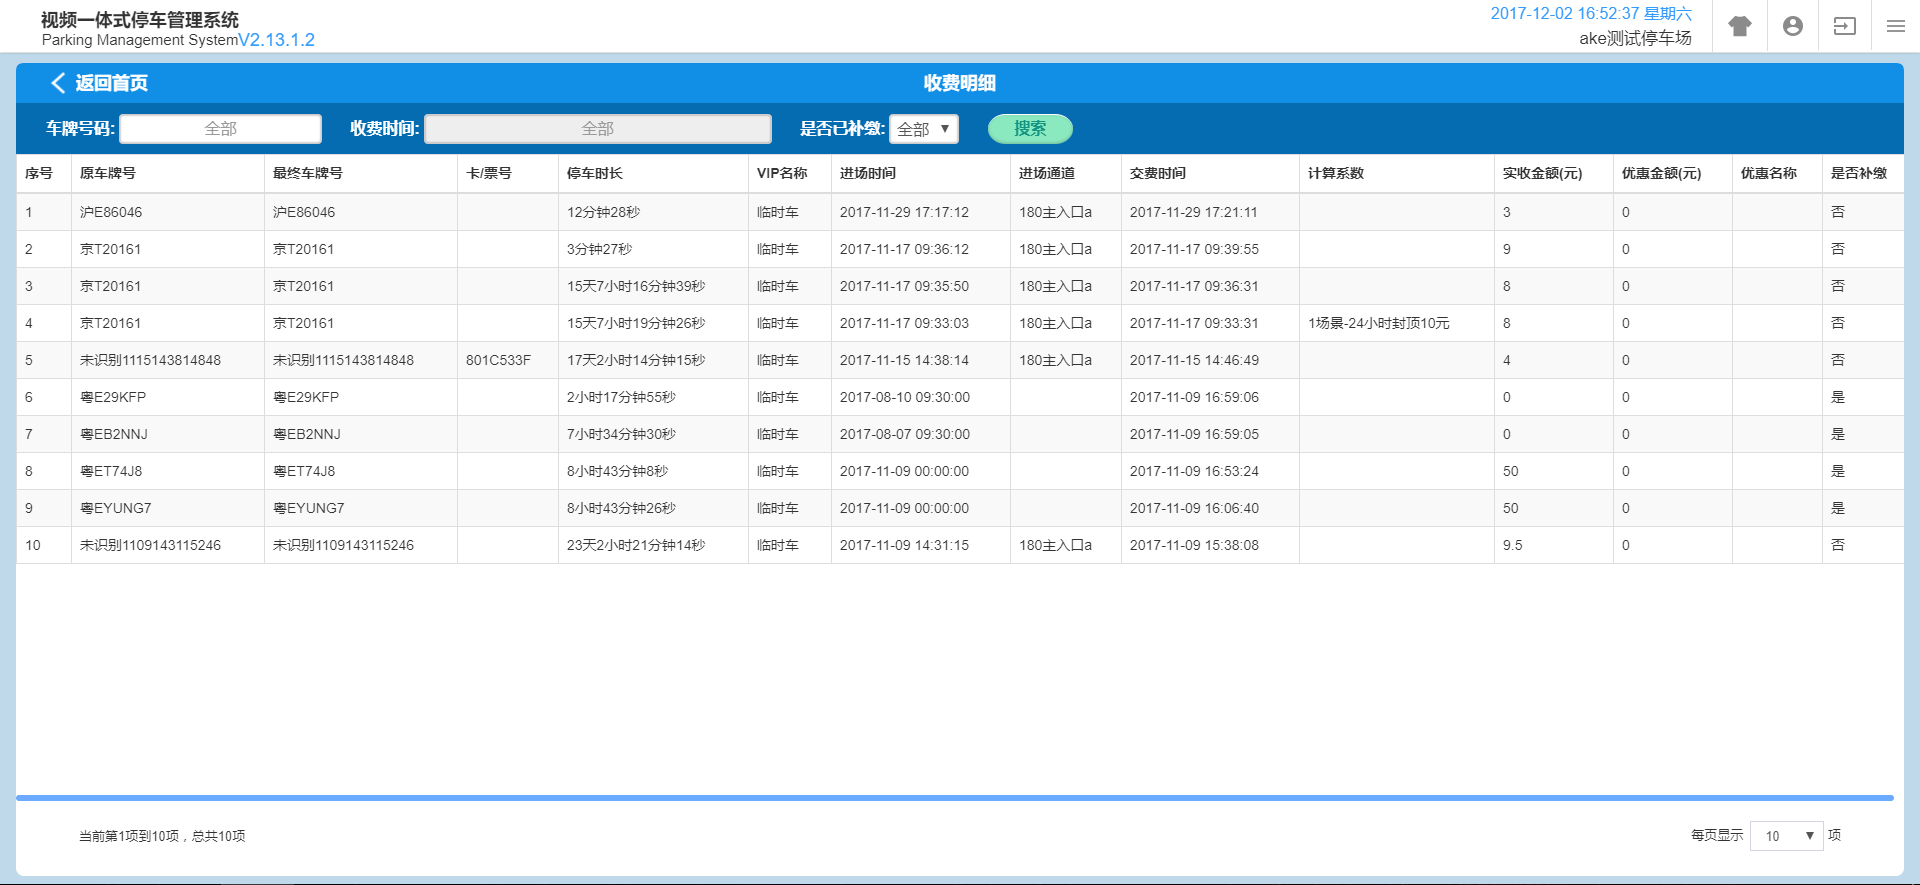 视频一体式停车管理系统
Parking Management SystemV2.13.1.2
2017-12-02 16:52:37 星期六
ake测试停车场
返回首页 收费明细
车牌号码: 全部 收费时间: 全部 是否已补缴: 全部 ▼ 搜索
序号 原车牌号 最终车牌号 卡/票号 停车时长 VIP名称 进场时间 进场通道 交费时间 计算系数 实收金额(元) 优惠金额(元) 优惠名称 是否补缴
1 沪E86046 沪E86046 12分钟28秒 临时车 2017-11-29 17:17:12 180主入口a 2017-11-29 17:21:11 3 0 否
2 京T20161 京T20161 3分钟27秒 临时车 2017-11-17 09:36:12 180主入口a 2017-11-17 09:39:55 9 0 否
3 京T20161 京T20161 15天7小时16分钟39秒 临时车 2017-11-17 09:35:50 180主入口a 2017-11-17 09:36:31 8 0 否
4 京T20161 京T20161 15天7小时19分钟26秒 临时车 2017-11-17 09:33:03 180主入口a 2017-11-17 09:33:31 1场景-24小时封顶10元 8 0 否
5 未识别1115143814848 未识别1115143814848 801C533F 17天2小时14分钟15秒 临时车 2017-11-15 14:38:14 180主入口a 2017-11-15 14:46:49 4 0 否
6 粤E29KFP 粤E29KFP 2小时17分钟55秒 临时车 2017-08-10 09:30:00 2017-11-09 16:59:06 0 0 是
7 粤EB2NNJ 粤EB2NNJ 7小时34分钟30秒 临时车 2017-08-07 09:30:00 2017-11-09 16:59:05 0 0 是
8 粤ET74J8 粤ET74J8 8小时43分钟8秒 临时车 2017-11-09 00:00:00 2017-11-09 16:53:24 50 0 是
9 粤EYUNG7 粤EYUNG7 8小时43分钟26秒 临时车 2017-11-09 00:00:00 2017-11-09 16:06:40 50 0 是
10 未识别1109143115246 未识别1109143115246 23天2小时21分钟14秒 临时车 2017-11-09 14:31:15 180主入口a 2017-11-09 15:38:08 9.5 0 否
当前第1项到10项，总共10项 每页显示 10 ▼ 项